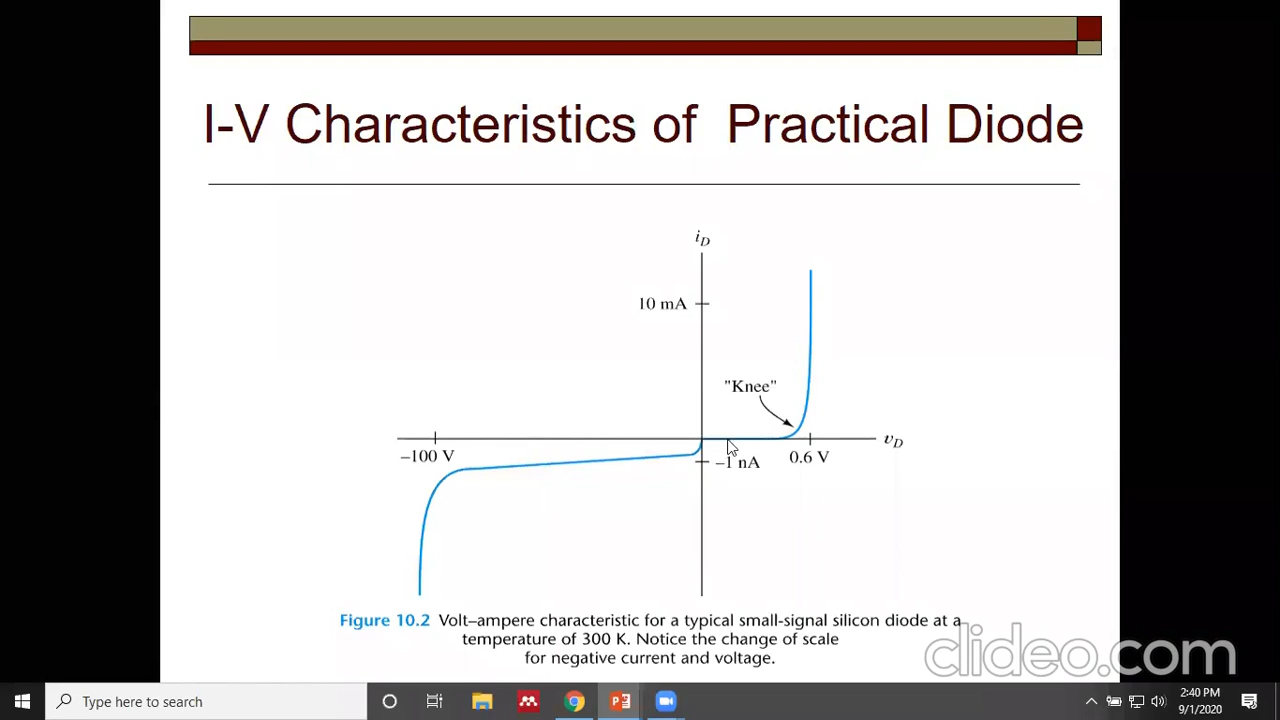 I-V Characteristics of Practical Diode
iD
10 mA
"Knee"
vD
–100 V
–1 nA
0.6 V
Figure 10.2 Volt–ampere characteristic for a typical small-signal silicon diode at a
temperature of 300 K. Notice the change of scale
for negative current and voltage.
clideo.com
Type here to search
2:40 PM
9/1/2020